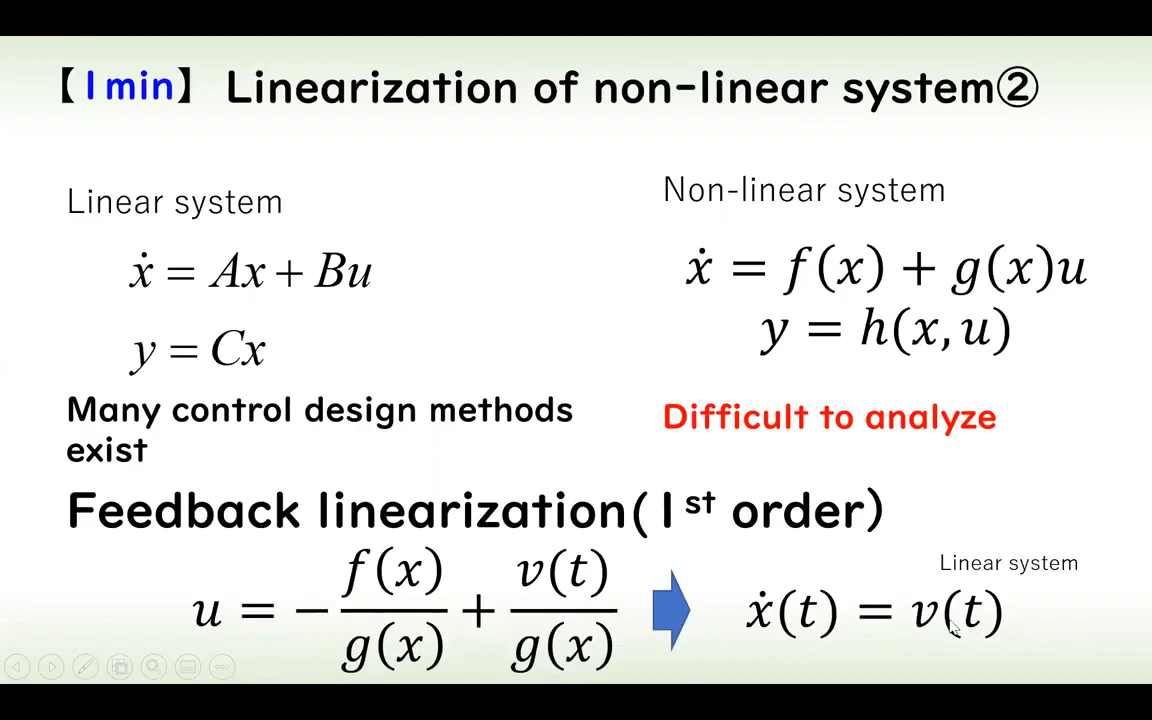 【1min】 Linearization of non-linear system②
Linear system
ẋ = Ax + Bu
y = Cx
Many control design methods
exist
Non-linear system
ẋ = f(x) + g(x)u
y = h(x, u)
Difficult to analyze
Feedback linearization(1st order)
u = −f(x)/g(x) + v(t)/g(x)
Linear system
ẋ(t) = v(t)